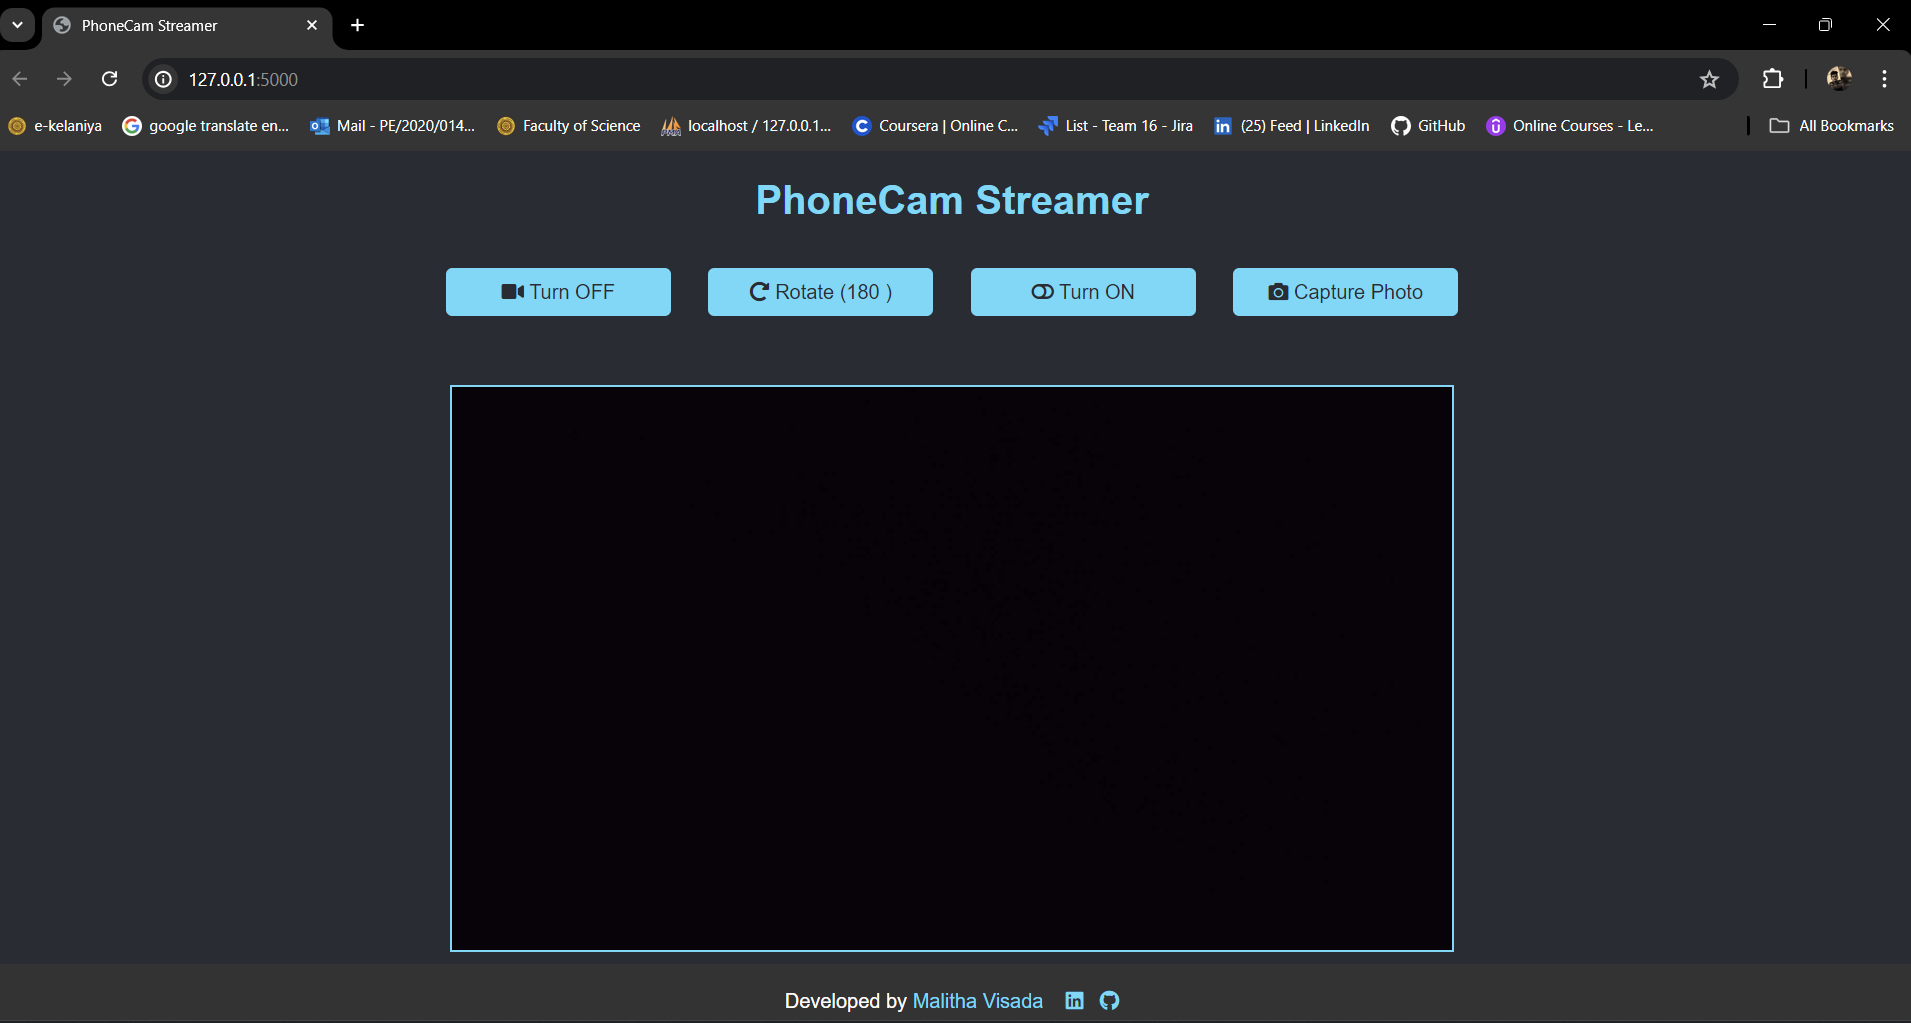 PhoneCam Streamer
127.0.0.1:5000
e-kelaniya google translate en... Mail - PE/2020/014... Faculty of Science localhost / 127.0.0.1... Coursera | Online C... List - Team 16 - Jira (25) Feed | LinkedIn GitHub Online Courses - Le... All Bookmarks
PhoneCam Streamer
Turn OFF Rotate (180 ) Turn ON Capture Photo
Developed by Malitha Visada